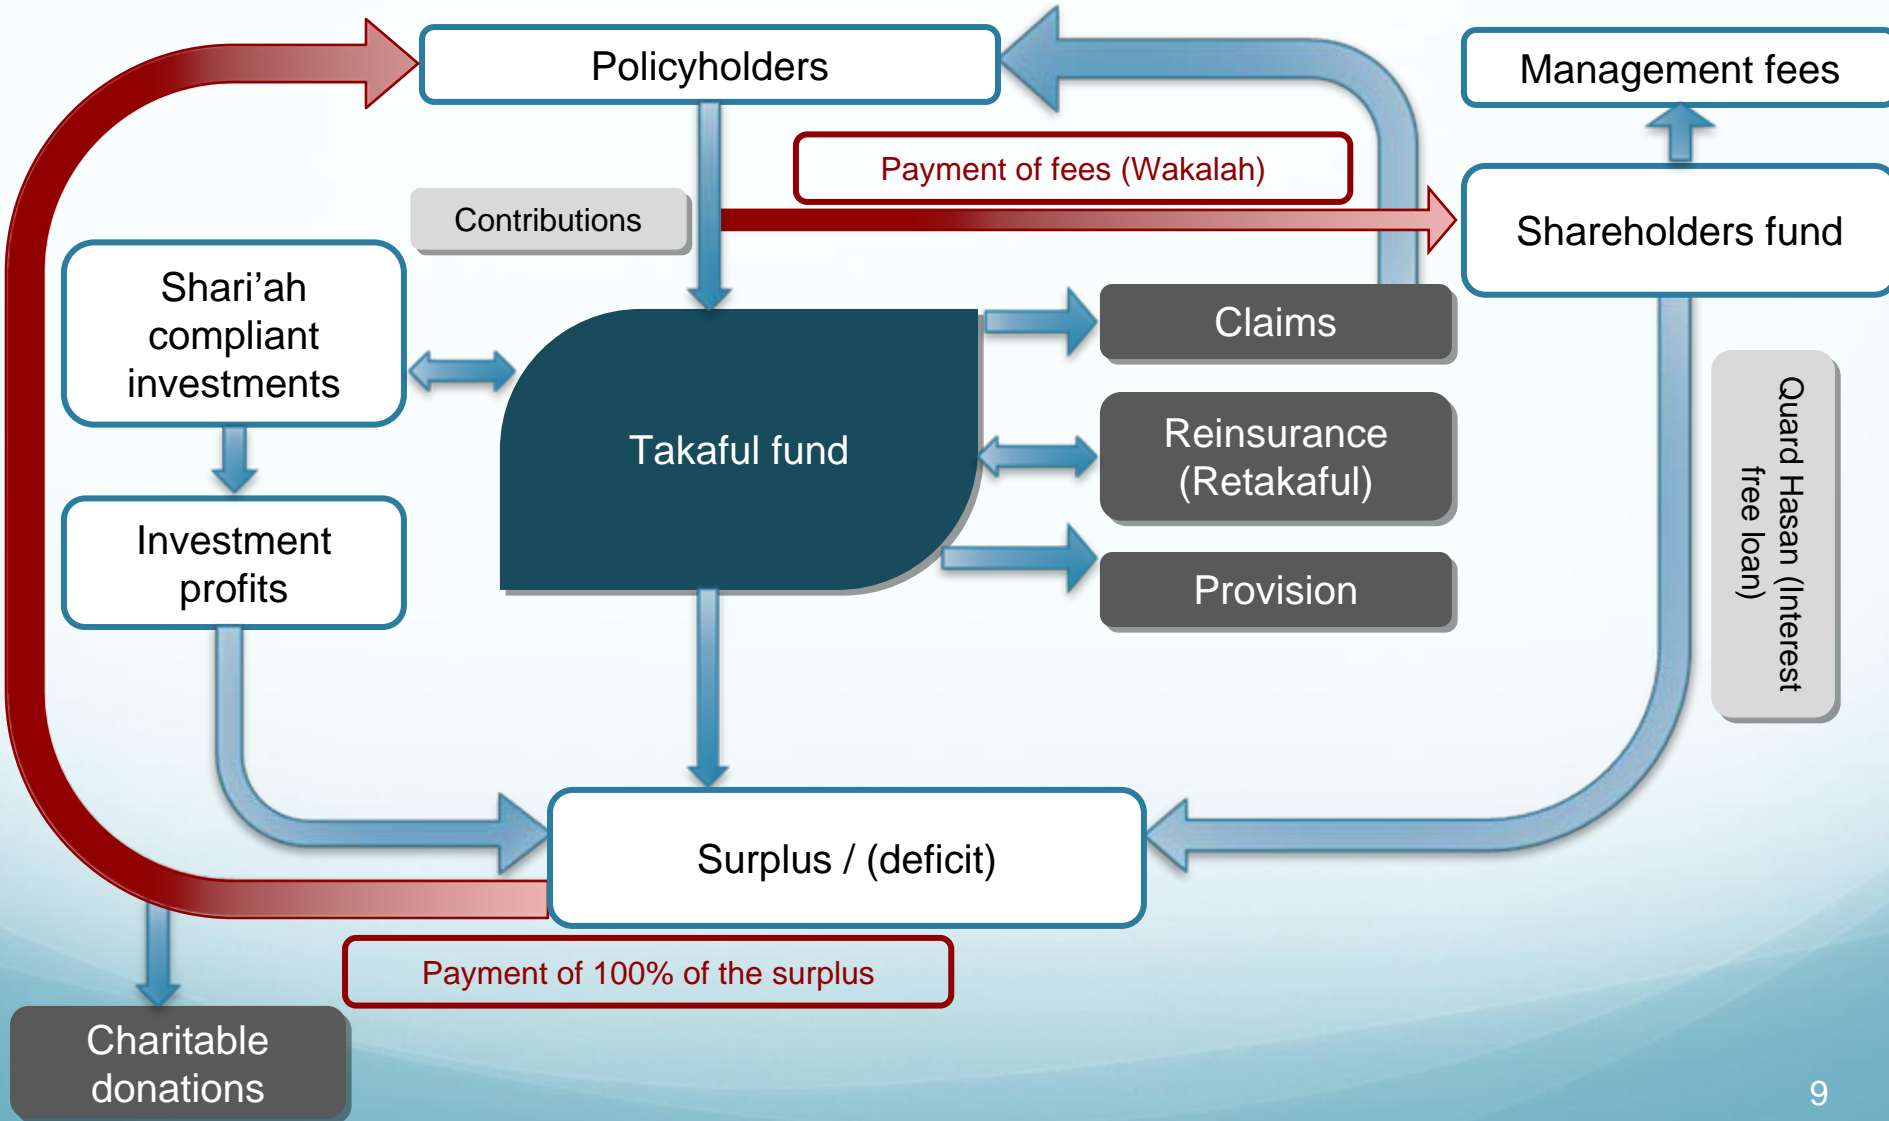 Policyholders
Management fees
Payment of fees (Wakalah)
Contributions
Shareholders fund
Shari’ah
compliant
investments
Claims
Takaful fund
Reinsurance
(Retakaful)
Quard Hasan (Interest
free loan)
Investment
profits
Provision
Surplus / (deficit)
Payment of 100% of the surplus
Charitable
donations
9